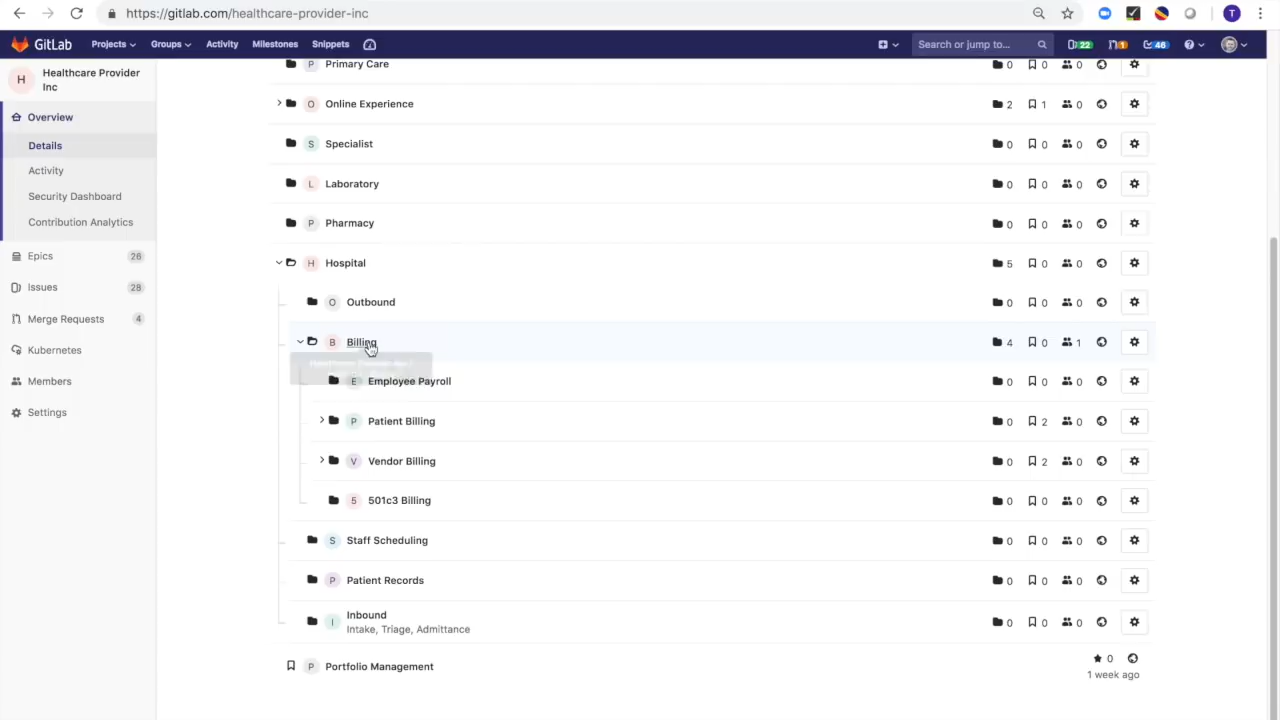 https://gitlab.com/healthcare-provider-inc
T
GitLab
Projects
Groups
Activity
Milestones
Snippets
Search or jump to...
22
1
46
H
Healthcare Provider
Inc
Overview
Details
Activity
Security Dashboard
Contribution Analytics
Epics 26
Issues 28
Merge Requests 4
Kubernetes
Members
Settings
P Primary Care 0 0 0
O Online Experience 2 1 0
S Specialist 0 0 0
L Laboratory 0 0 0
P Pharmacy 0 0 0
H Hospital 5 0 0
O Outbound 0 0 0
B Billing 4 0 1
E Employee Payroll 0 0 0
P Patient Billing 0 2 0
V Vendor Billing 0 2 0
5 501c3 Billing 0 0 0
S Staff Scheduling 0 0 0
P Patient Records 0 0 0
I Inbound 0 0 0
Intake, Triage, Admittance
P Portfolio Management 0
1 week ago